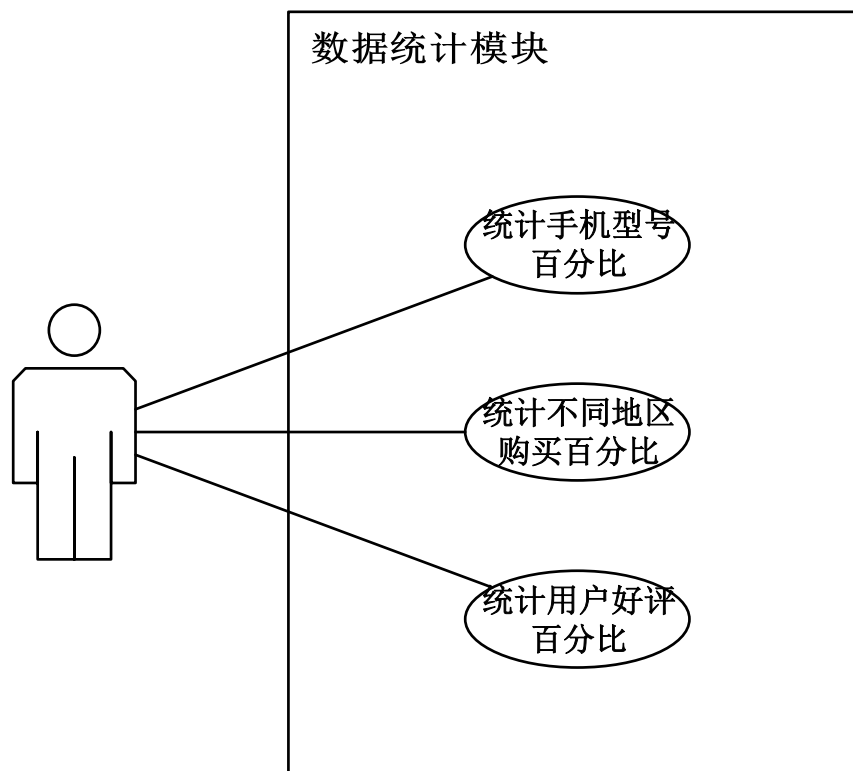 数据统计模块
统计手机型号
百分比
统计不同地区
购买百分比
统计用户好评
百分比